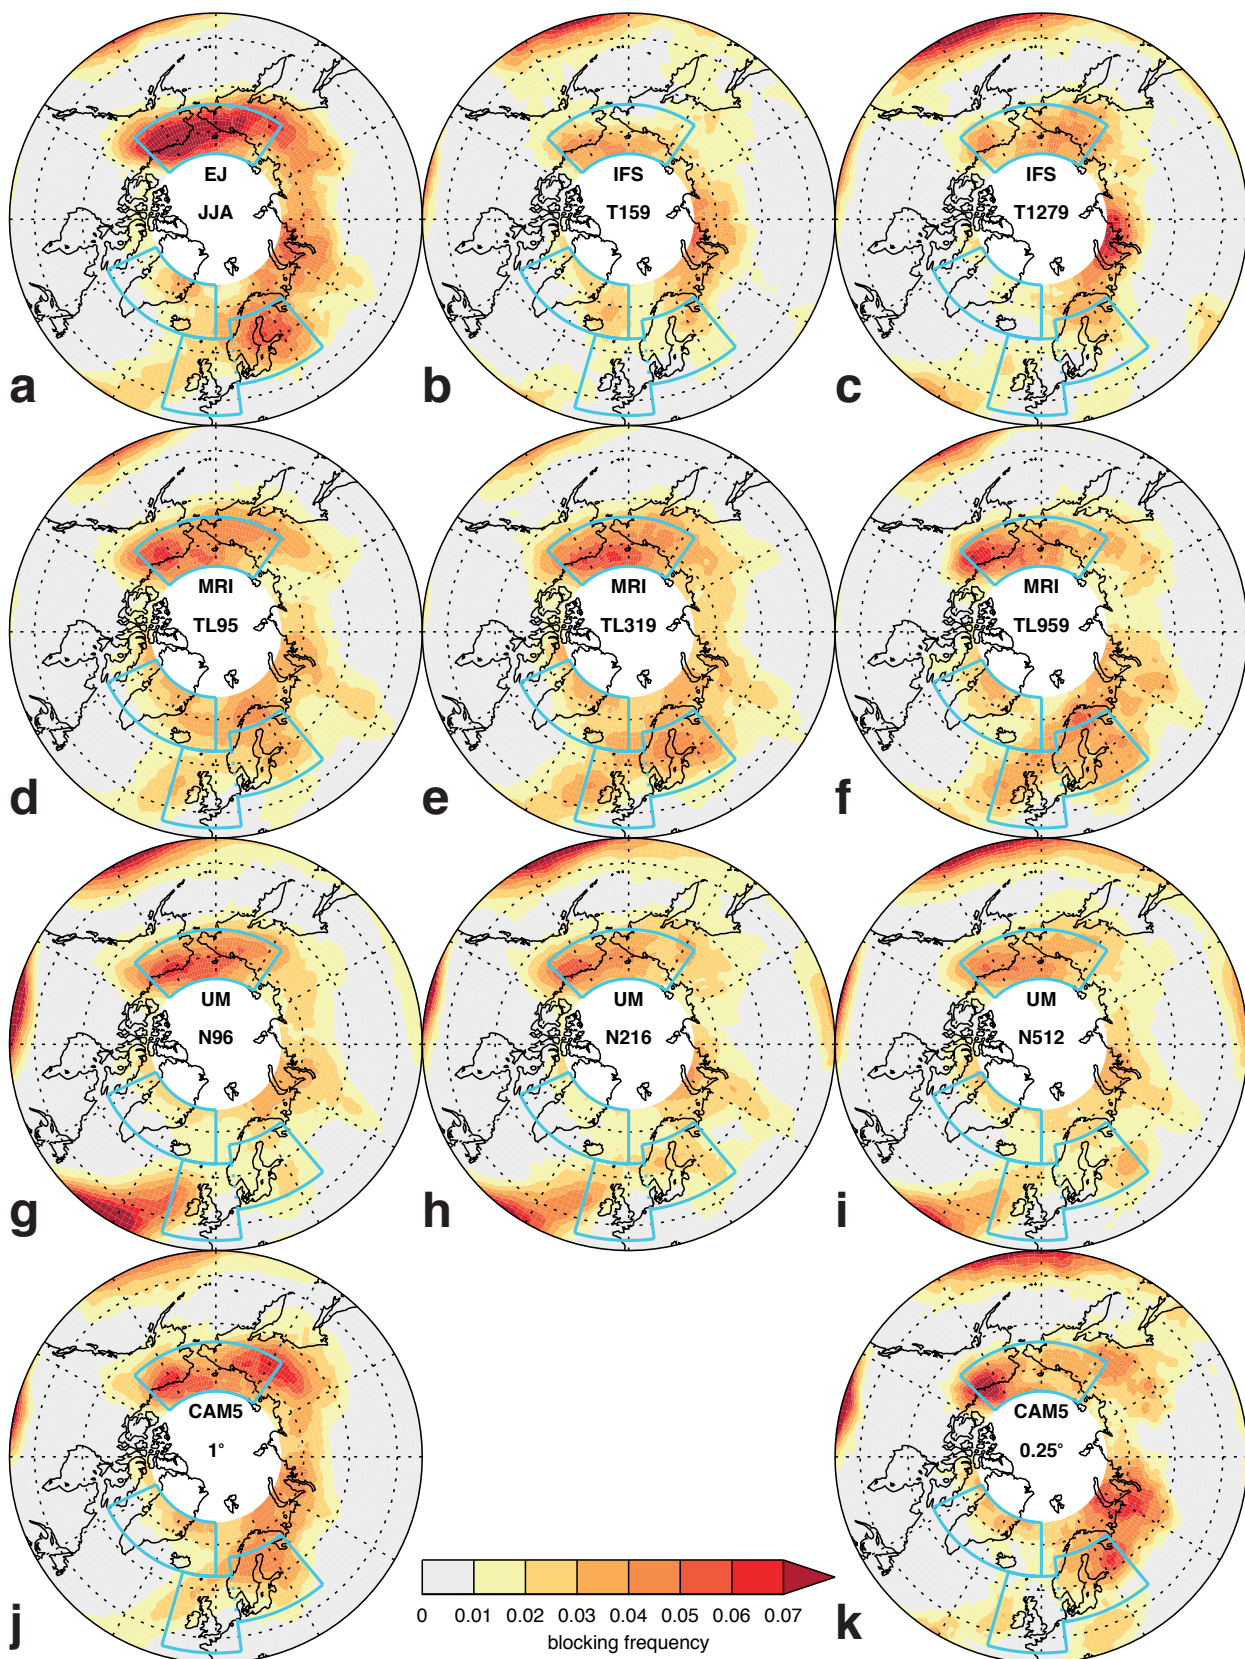 EJ
JJA
a
IFS
T159
b
IFS
T1279
c
MRI
TL95
d
MRI
TL319
e
MRI
TL959
f
UM
N96
g
UM
N216
h
UM
N512
i
CAM5
1°
j
0 0.01 0.02 0.03 0.04 0.05 0.06 0.07
blocking frequency
CAM5
0.25°
k